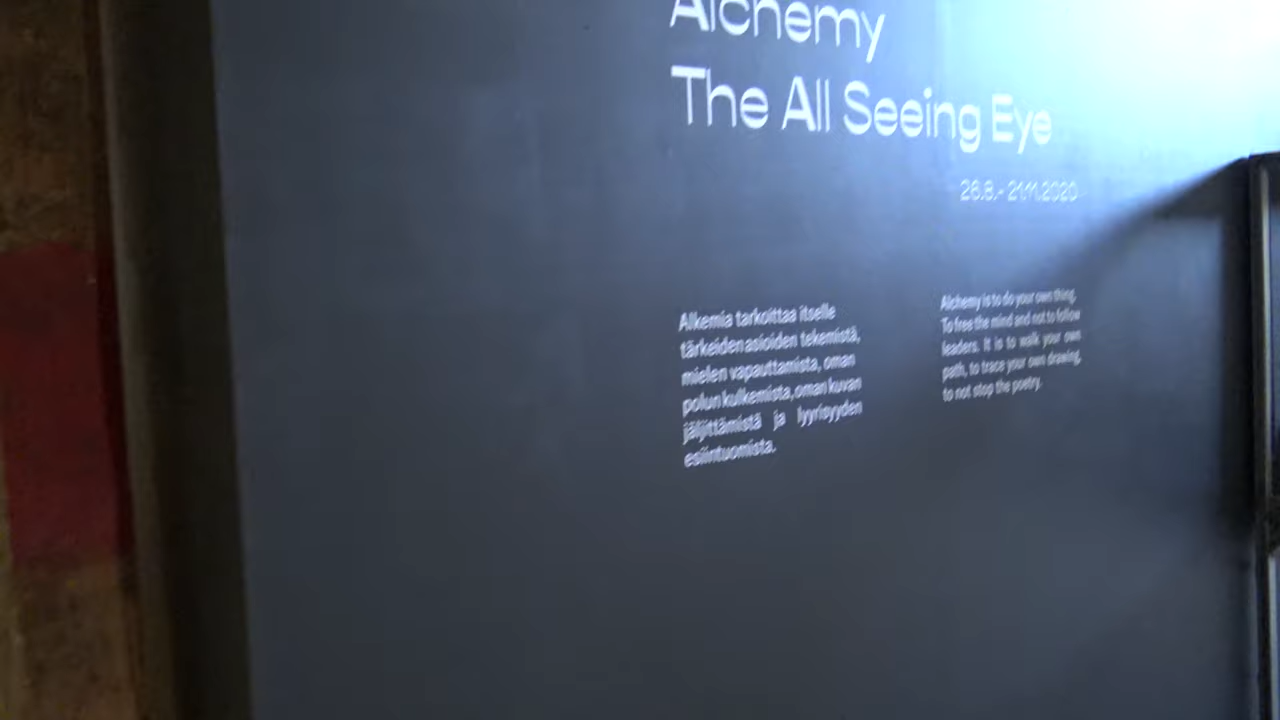 Alchemy
The All Seeing Eye
26.8.- 21.11.2020
Alkemia tarkoittaa itselle
tärkeiden asioiden tekemistä,
mielen vapauttamista, oman
polun kulkemista, oman kuvan
jäljittämistä ja lyyrisyyden
esiintuomista.
Alchemy is to do your own thing.
To free the mind and not to follow
leaders. It is to walk your own
path, to trace your own drawing,
to not stop the poetry.